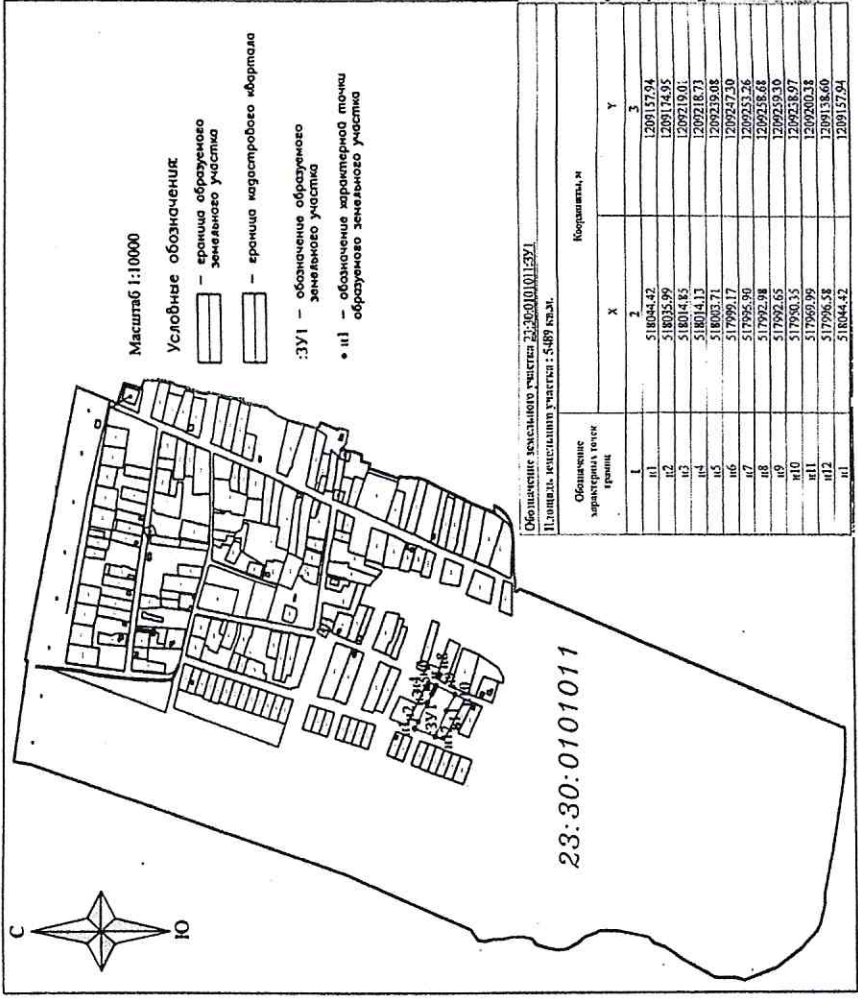 С
Ю
Масштаб 1:10000
Условные обозначения:
– граница образуемого
земельного участка
– граница кадастрового квартала
:ЗУ1 – обозначение образуемого
земельного участка
• н1 – обозначение характерной точки
образуемого земельного участка
:ЗУ1
23:30:0101011
Обозначение земельного участка 23:30:0101011:ЗУ1
Площадь земельного участка : 5489 кв.м.
Обозначение характерных точек границ
Координаты, м
X Y
1 2 3
н1 518044.42 1209157.94
н2 518035.99 1209174.95
н3 518014.85 1209219.01
н4 518014.13 1209218.73
н5 518003.71 1209239.08
н6 517999.17 1209247.30
н7 517995.90 1209253.26
н8 517992.98 1209258.68
н9 517992.65 1209259.30
н10 517950.35 1209238.97
н11 517969.99 1209200.38
н12 517996.58 1209138.60
н1 518044.42 1209157.94